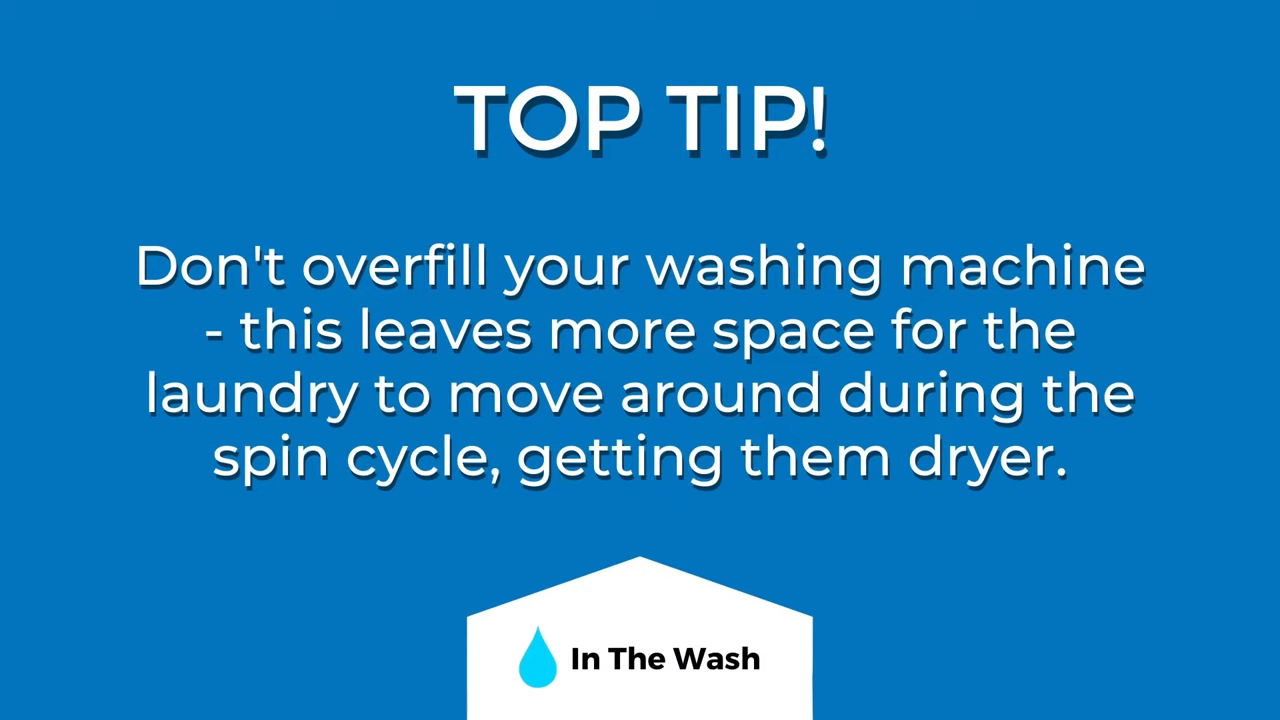 TOP TIP!
Don't overfill your washing machine
- this leaves more space for the
laundry to move around during the
spin cycle, getting them dryer.
In The Wash